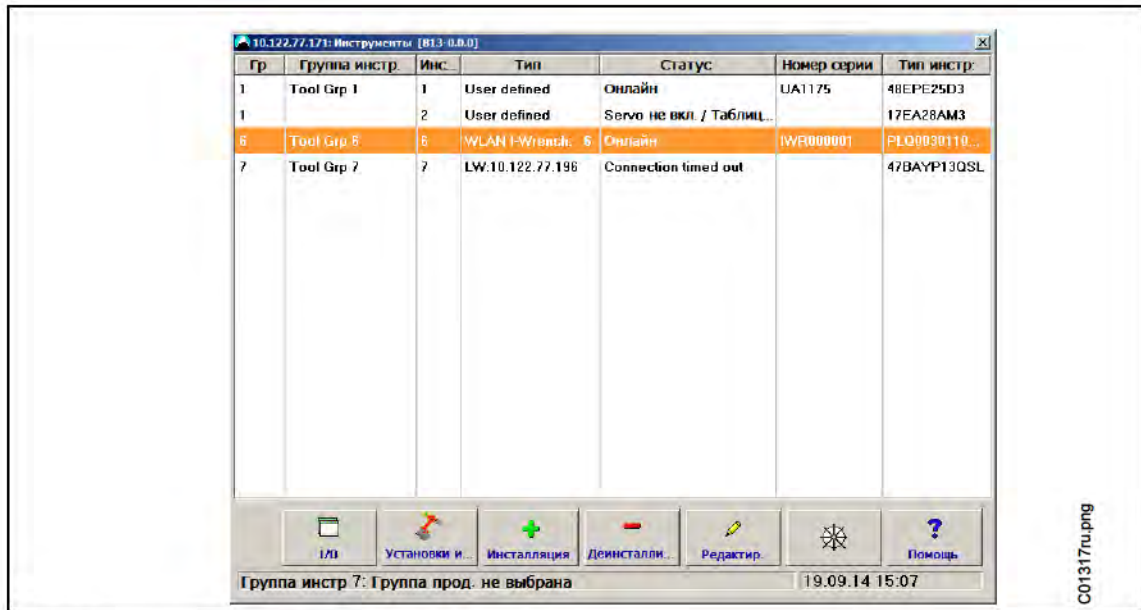 10.122.77.171: Инструменты [B13-0.0.0]
Гр Группа инстр. Инс... Тип Статус Номер серии Тип инстр.
1 Tool Grp 1 1 User defined Онлайн UA1175 48EPE25D3
1 2 User defined Servo не вкл. / Таблиц... 17EA28AM3
6 Tool Grp 6 6 WLAN I-Wrench: 6 Онлайн IWR000001 PLQ0030110...
7 Tool Grp 7 7 LW:10.122.77.196 Connection timed out 47BAYP13QSL
I/O Установки и... Инсталляция Деинсталли... Редактир. Помощь
Группа инстр 7: Группа прод. не выбрана 19.09.14 15:07
C01317ru.png